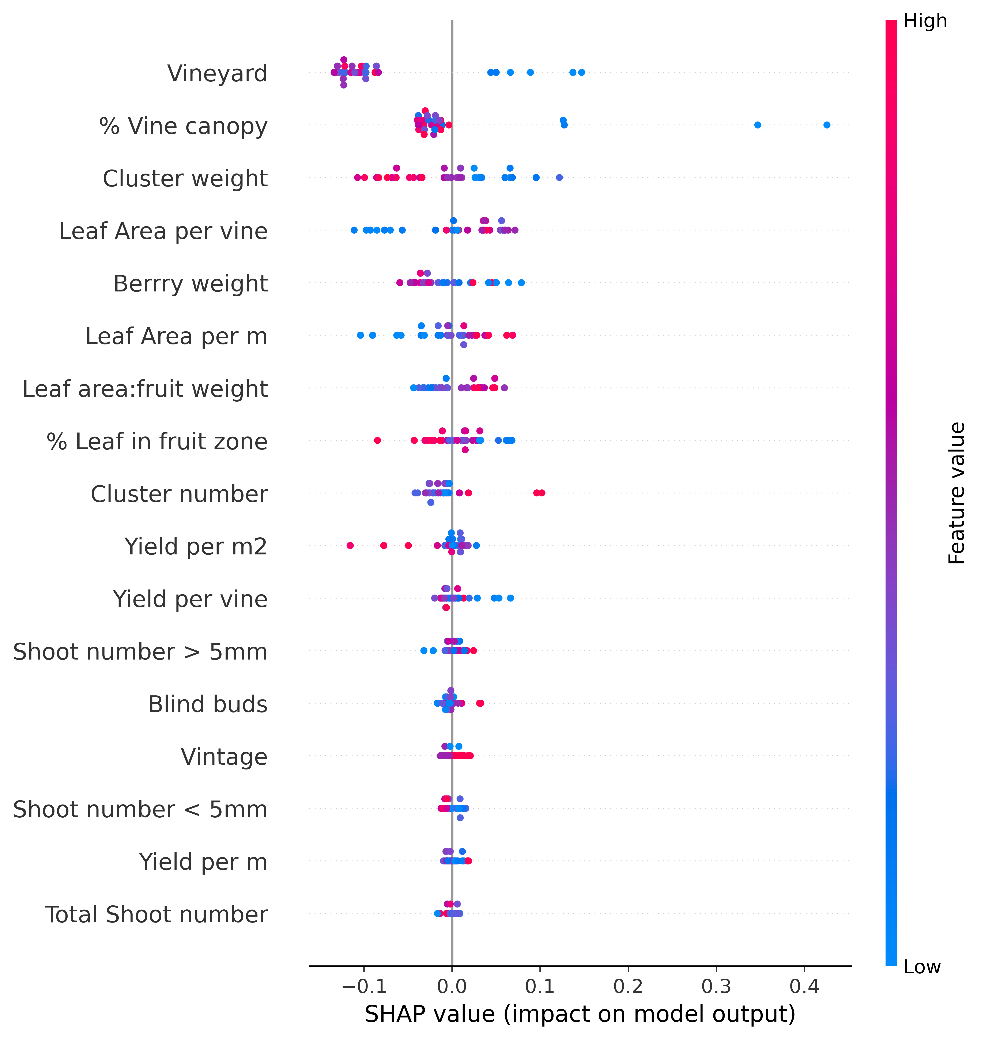 High
Vineyard
% Vine canopy
Cluster weight
Leaf Area per vine
Berrry weight
Leaf Area per m
Leaf area:fruit weight
% Leaf in fruit zone
Cluster number
Yield per m2
Yield per vine
Shoot number > 5mm
Blind buds
Vintage
Shoot number < 5mm
Yield per m
Total Shoot number
Feature value
Low
−0.1 0.0 0.1 0.2 0.3 0.4
SHAP value (impact on model output)